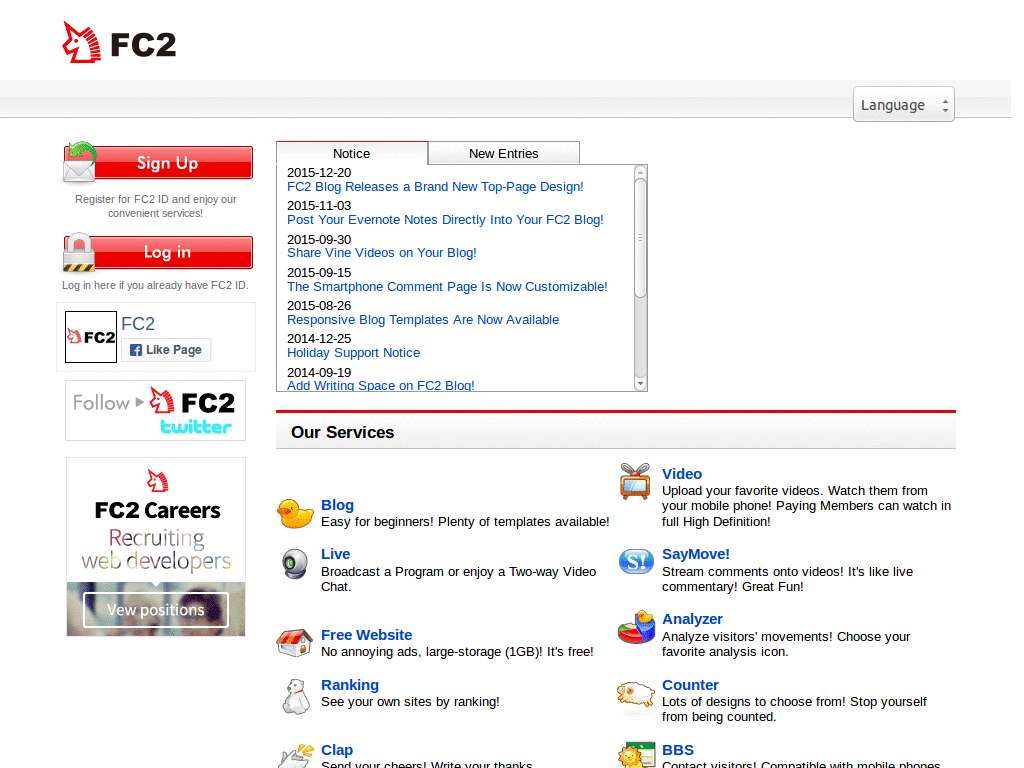 FC2
Language
Sign Up
Register for FC2 ID and enjoy our
convenient services!
Log in
Log in here if you already have FC2 ID.
FC2
FC2
Like Page
Follow FC2
twitter
FC2 Careers
Recruiting
web developers
Vew positions
Notice
New Entries
2015-12-20
FC2 Blog Releases a Brand New Top-Page Design!
2015-11-03
Post Your Evernote Notes Directly Into Your FC2 Blog!
2015-09-30
Share Vine Videos on Your Blog!
2015-09-15
The Smartphone Comment Page Is Now Customizable!
2015-08-26
Responsive Blog Templates Are Now Available
2014-12-25
Holiday Support Notice
2014-09-19
Add Writing Space on FC2 Blog!
Our Services
Blog
Easy for beginners! Plenty of templates available!
Video
Upload your favorite videos. Watch them from
your mobile phone! Paying Members can watch in
full High Definition!
Live
Broadcast a Program or enjoy a Two-way Video
Chat.
S!
SayMove!
Stream comments onto videos! It's like live
commentary! Great Fun!
Free Website
No annoying ads, large-storage (1GB)! It's free!
Analyzer
Analyze visitors' movements! Choose your
favorite analysis icon.
Ranking
See your own sites by ranking!
Counter
Lots of designs to choose from! Stop yourself
from being counted.
Clap
Send your cheers! Write your thanks
BBS
Contact visitors! Compatible with mobile phones